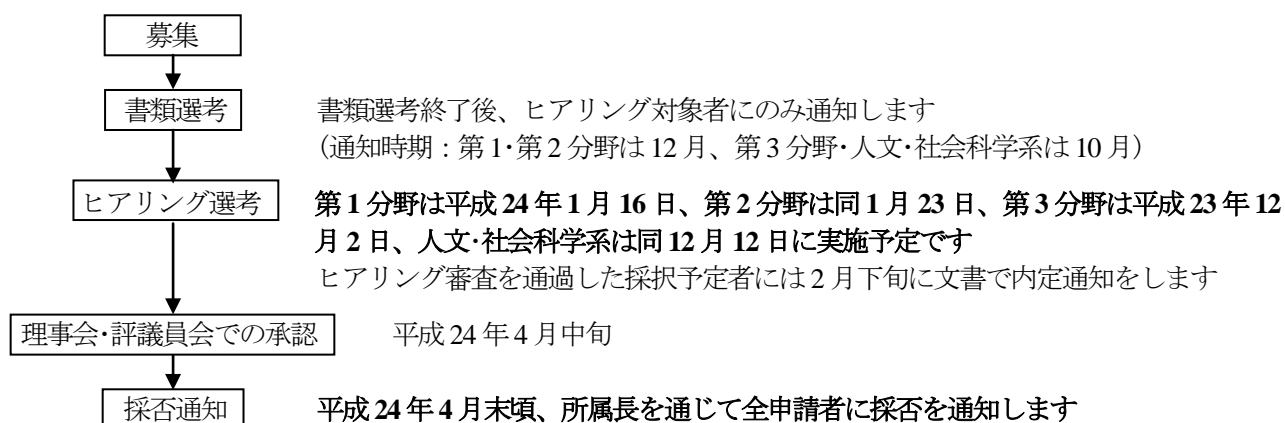 募集
書類選考
書類選考終了後、ヒアリング対象者にのみ通知します
（通知時期：第1・第2分野は12月、第3分野・人文・社会科学系は10月）
ヒアリング選考
第1分野は平成24年1月16日、第2分野は同1月23日、第3分野は平成23年12
月2日、人文・社会科学系は同12月12日に実施予定です
ヒアリング審査を通過した採択予定者には2月下旬に文書で内定通知をします
理事会・評議員会での承認
平成24年4月中旬
採否通知
平成24年4月末頃、所属長を通じて全申請者に採否を通知します